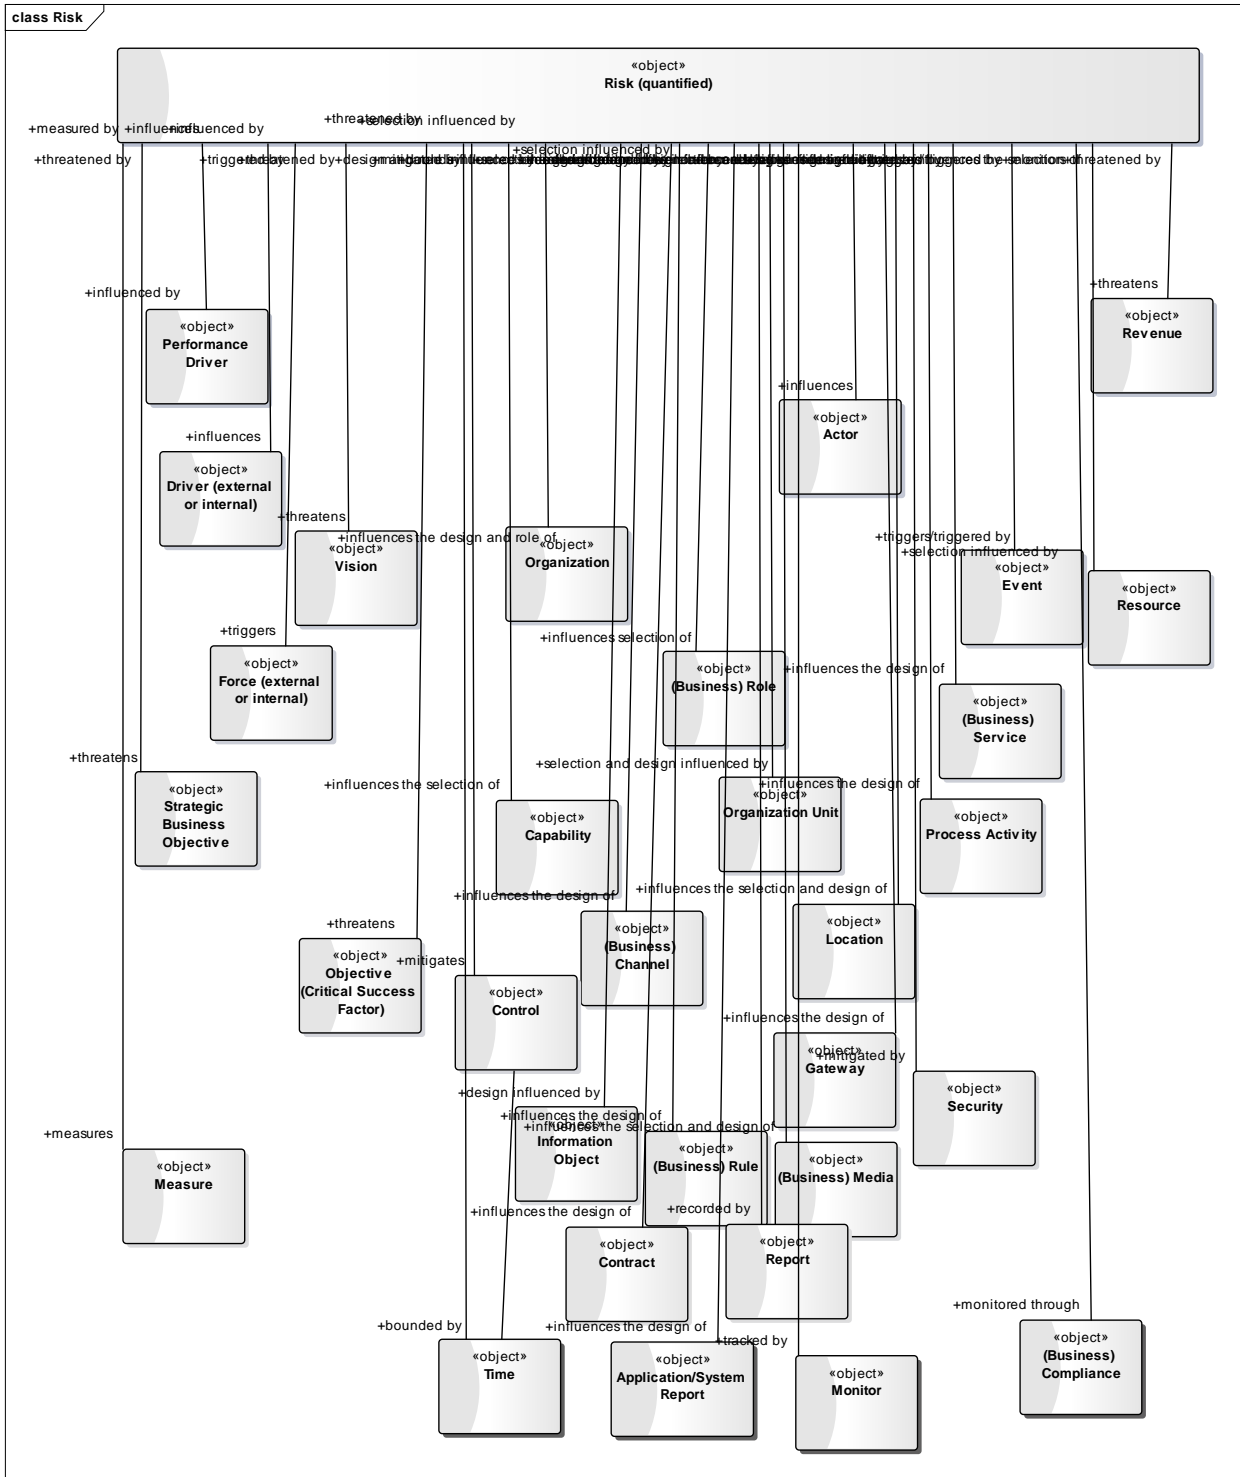 class Risk
«object»
Risk (quantified)
+threatened by
+selection influenced by
+measured by
+influences
+influenced by
+selection influenced by
+threatened by
+threatened by
+influenced by
«object»
Performance
Driver
+threatens
«object»
Revenue
+influences
«object»
Actor
+influences
«object»
Driver (external
or internal)
+threatens
«object»
Vision
+influences the design and role of
«object»
Organization
+triggers/triggered by
+selection influenced by
«object»
Event
«object»
Resource
+triggers
«object»
Force (external
or internal)
+influences selection of
«object»
(Business) Role
+influences the design of
«object»
(Business)
Service
+threatens
«object»
Strategic
Business
Objective
+influences the selection of
«object»
Capability
+selection and design influenced by
«object»
Organization Unit
+influences the design of
«object»
Process Activity
+influences the design of
«object»
(Business)
Channel
+influences the selection and design of
«object»
Location
+threatens
«object»
Objective
(Critical Success
Factor)
+mitigates
«object»
Control
+influences the design of
«object»
Gateway
+mitigated by
«object»
Security
+design influenced by
+influences the design of
+influences the selection and design of
«object»
Information
Object
«object»
(Business) Rule
«object»
(Business) Media
+measures
«object»
Measure
+influences the design of
«object»
Contract
+recorded by
«object»
Report
+bounded by
«object»
Time
+influences the design of
«object»
Application/System
Report
+tracked by
«object»
Monitor
+monitored through
«object»
(Business)
Compliance